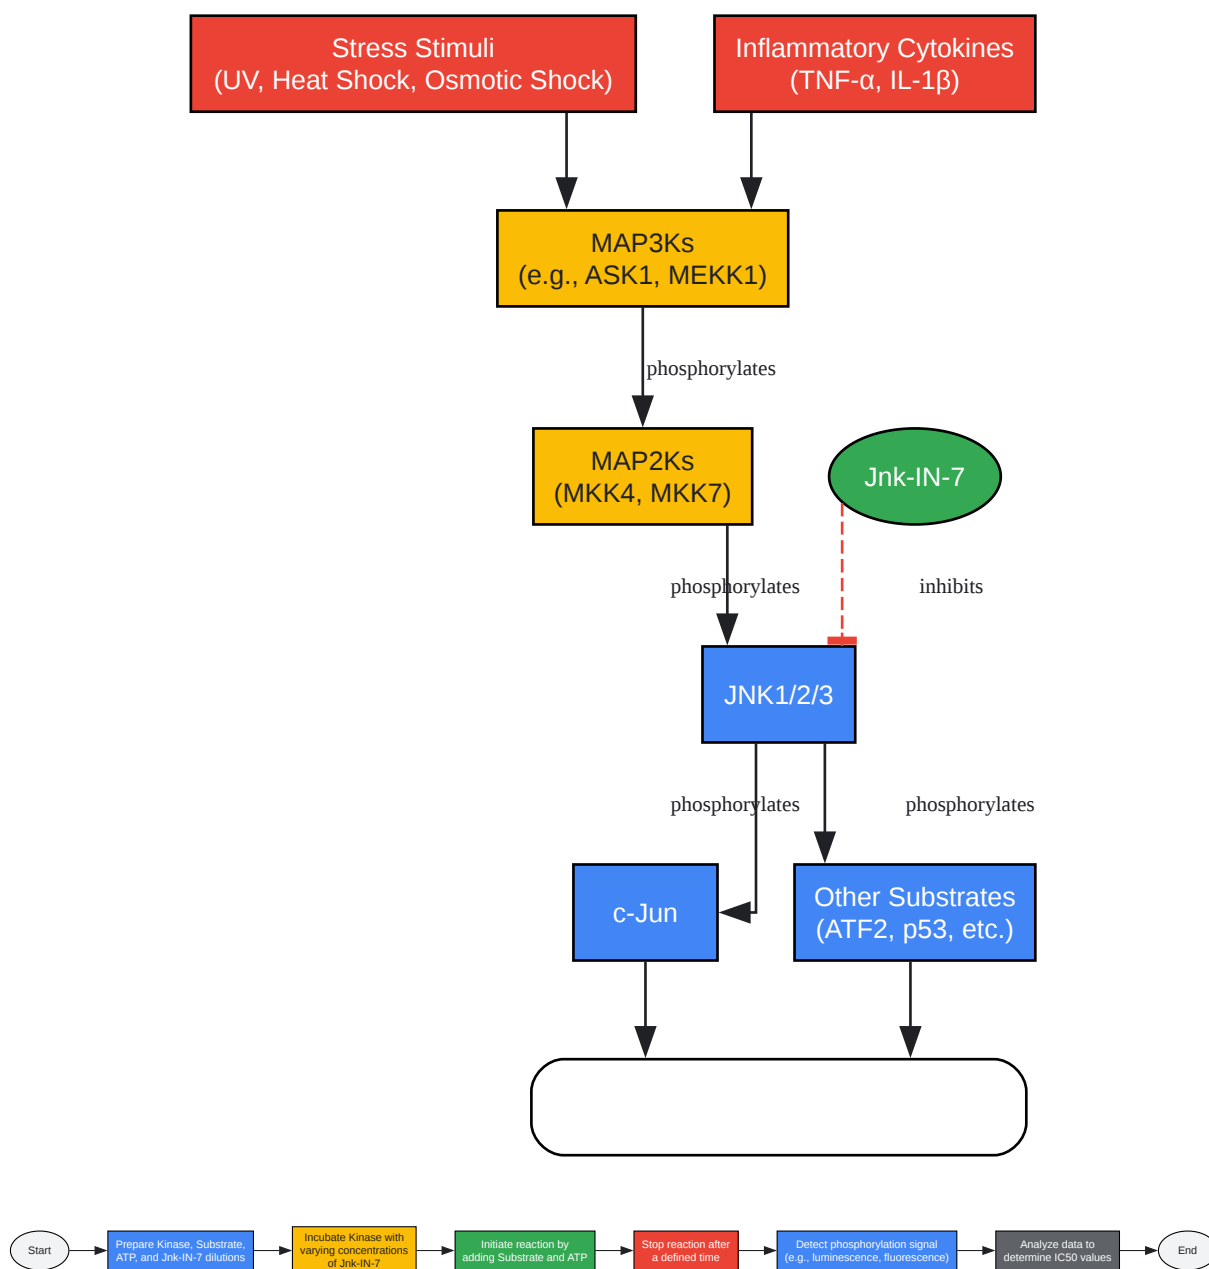 Stress Stimuli
(UV, Heat Shock, Osmotic Shock)
Inflammatory Cytokines
(TNF-α, IL-1β)
MAP3Ks
(e.g., ASK1, MEKK1)
phosphorylates
MAP2Ks
(MKK4, MKK7)
Jnk-IN-7
phosphorylates
inhibits
JNK1/2/3
phosphorylates
phosphorylates
c-Jun
Other Substrates
(ATF2, p53, etc.)
Start
Prepare Kinase, Substrate,
ATP, and Jnk-IN-7 dilutions
Incubate Kinase with
varying concentrations
of Jnk-IN-7
Initiate reaction by
adding Substrate and ATP
Stop reaction after
a defined time
Detect phosphorylation signal
(e.g., luminescence, fluorescence)
Analyze data to
determine IC50 values
End